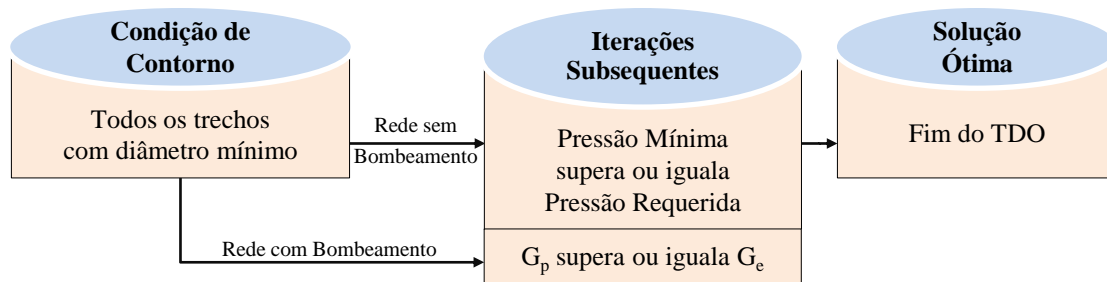 Condição de
Contorno
Todos os trechos
com diâmetro mínimo
Rede sem
Bombeamento
Rede com Bombeamento
Iterações
Subsequentes
Pressão Mínima
supera ou iguala
Pressão Requerida
Gp supera ou iguala Ge
Solução
Ótima
Fim do TDO